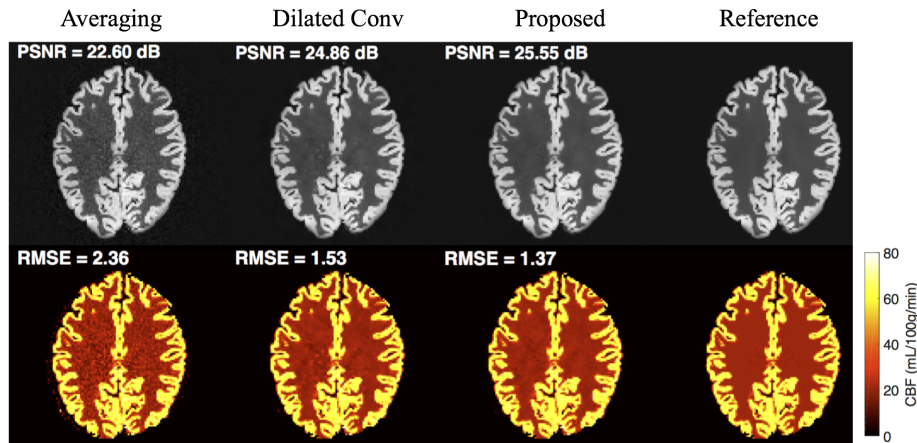 Averaging Dilated Conv Proposed Reference
PSNR = 22.60 dB PSNR = 24.86 dB PSNR = 25.55 dB
RMSE = 2.36 RMSE = 1.53 RMSE = 1.37
80
60
40
20
0
CBF (mL/100g/min)